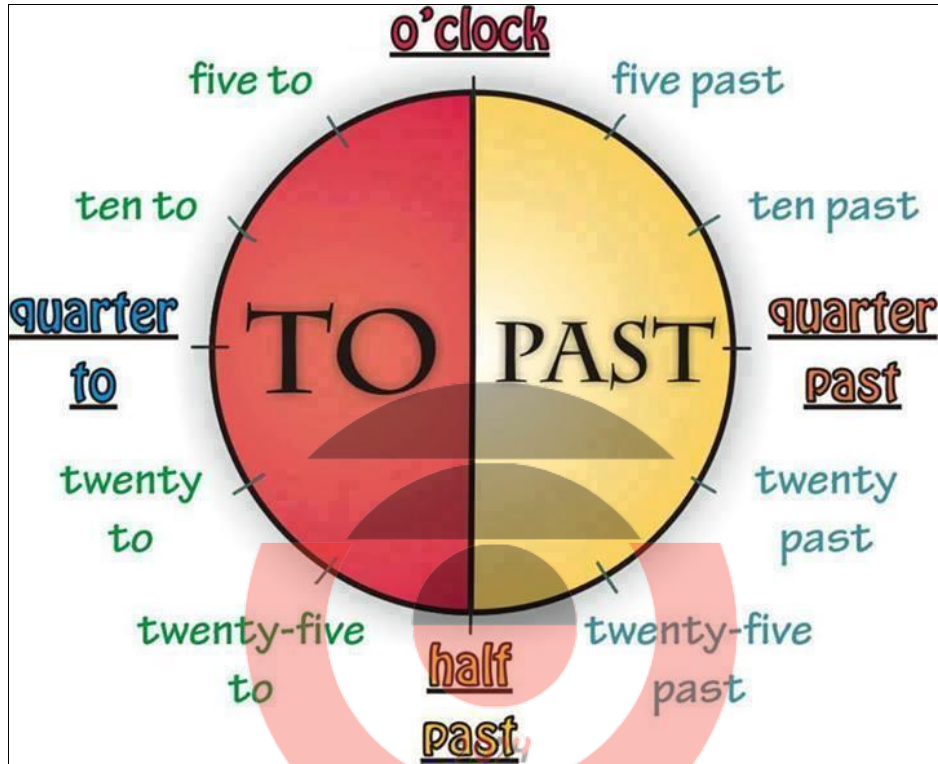 o'clock
five to
five past
ten to
ten past
quarter
to
TO
PAST
quarter
past
twenty
to
twenty
past
twenty-five
to
half
past
twenty-five
past